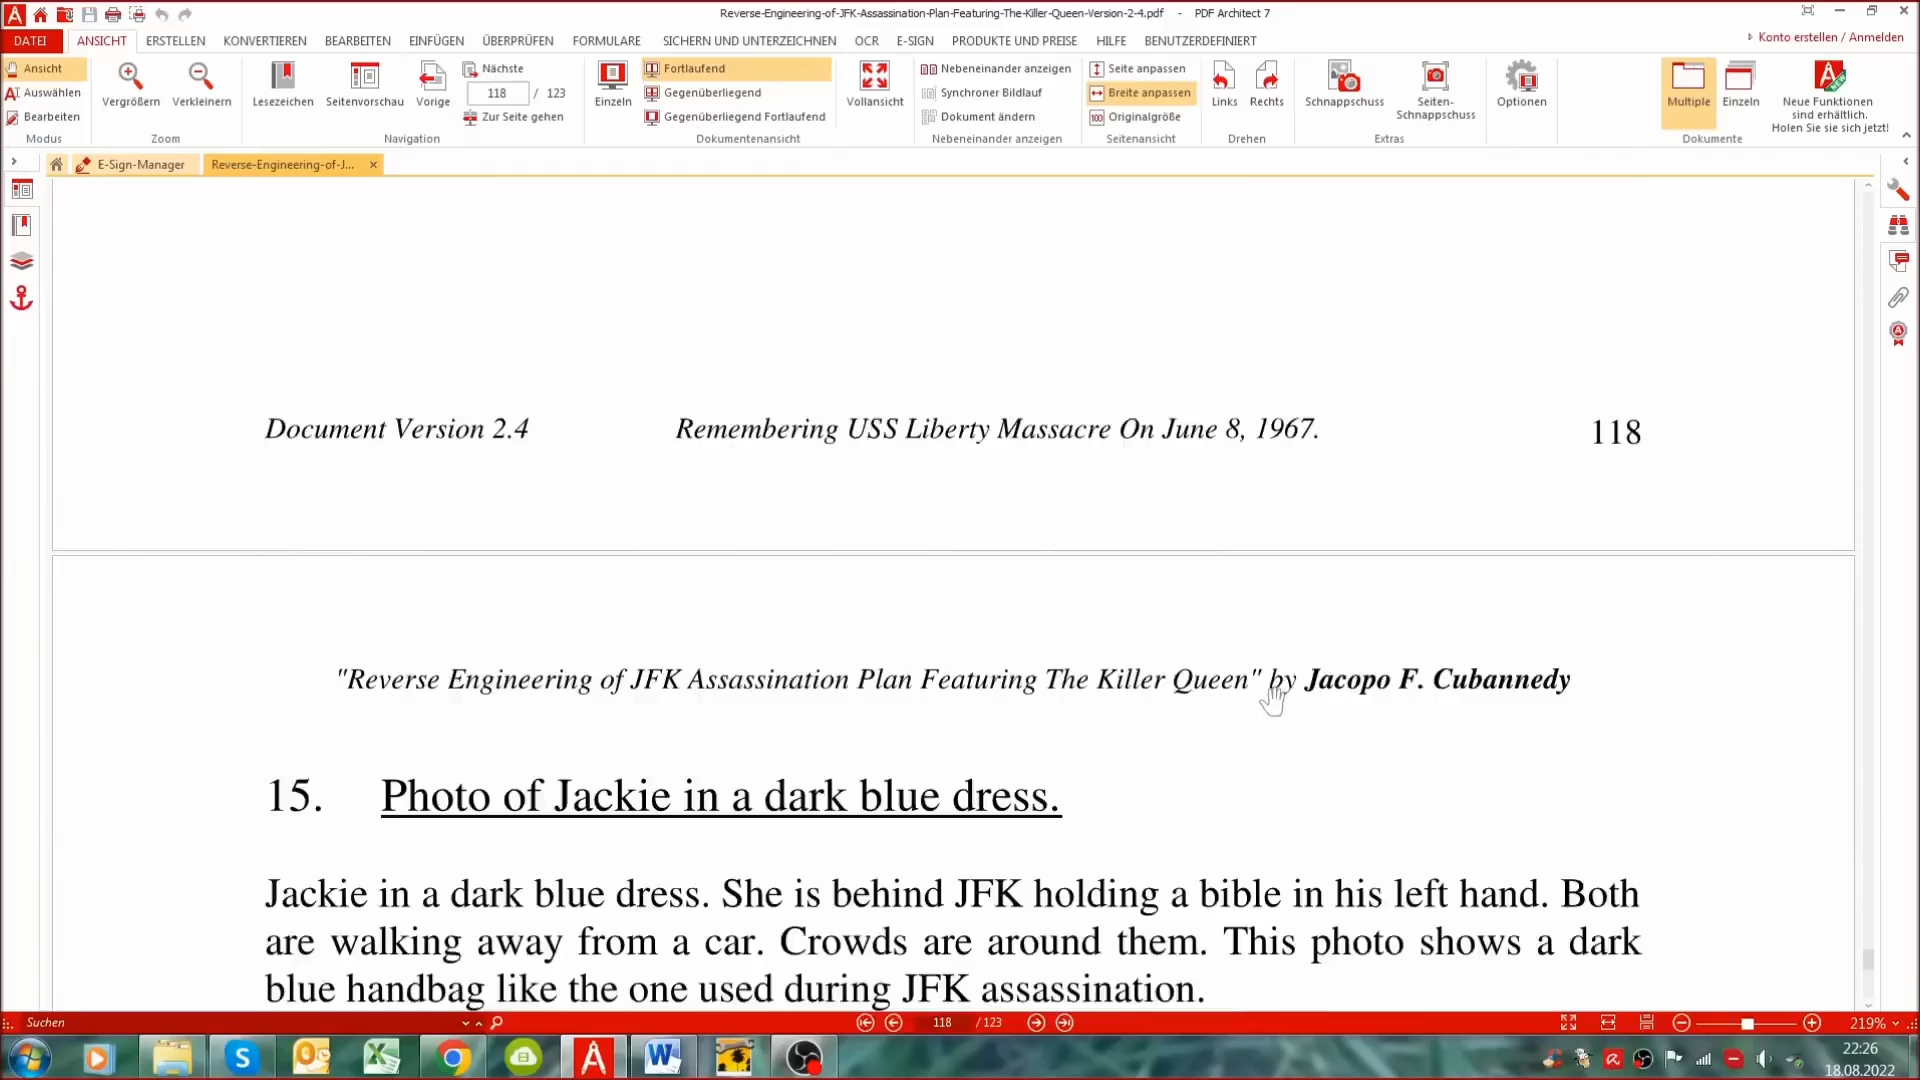 Reverse-Engineering-of-JFK-Assassination-Plan-Featuring-The-Killer-Queen-Version-2-4.pdf - PDF Architect 7
DATEI ANSICHT ERSTELLEN KONVERTIEREN BEARBEITEN EINFÜGEN ÜBERPRÜFEN FORMULARE SICHERN UND UNTERZEICHNEN OCR E-SIGN PRODUKTE UND PREISE HILFE BENUTZERDEFINIERT Konto erstellen / Anmelden
Ansicht
Auswählen
Bearbeiten
Modus
Vergrößern
Verkleinern
Zoom
Lesezeichen
Seitenvorschau
Vorige
Nächste
118 / 123
Zur Seite gehen
Navigation
Einzeln
Fortlaufend
Gegenüberliegend
Gegenüberliegend Fortlaufend
Vollansicht
Dokumentenansicht
Nebeneinander anzeigen
Synchroner Bildlauf
Dokument ändern
Nebeneinander anzeigen
Seite anpassen
Breite anpassen
100 Originalgröße
Seitenansicht
Links
Rechts
Drehen
Schnappschuss
Seiten-
Schnappschuss
Extras
Optionen
Multiple
Einzeln
Dokumente
NEW
Neue Funktionen
sind erhältlich.
Holen Sie sie sich jetzt!
E-Sign-Manager
Reverse-Engineering-of-J...
Document Version 2.4 Remembering USS Liberty Massacre On June 8, 1967. 118
"Reverse Engineering of JFK Assassination Plan Featuring The Killer Queen" by Jacopo F. Cubannedy
15. Photo of Jackie in a dark blue dress.
Jackie in a dark blue dress. She is behind JFK holding a bible in his left hand. Both
are walking away from a car. Crowds are around them. This photo shows a dark
blue handbag like the one used during JFK assassination.
Suchen
118 / 123
219%
22:26
18.08.2022